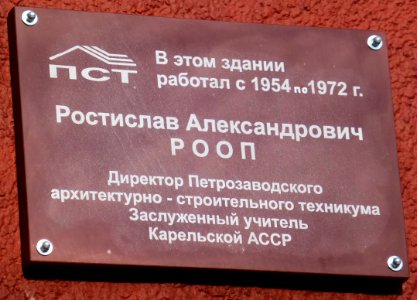 ПСТ
В этом здании
работал с 1954 по 1972 г.
Ростислав Александрович
РООП
Директор Петрозаводского
архитектурно - строительного техникума
Заслуженный учитель
Карельской АССР